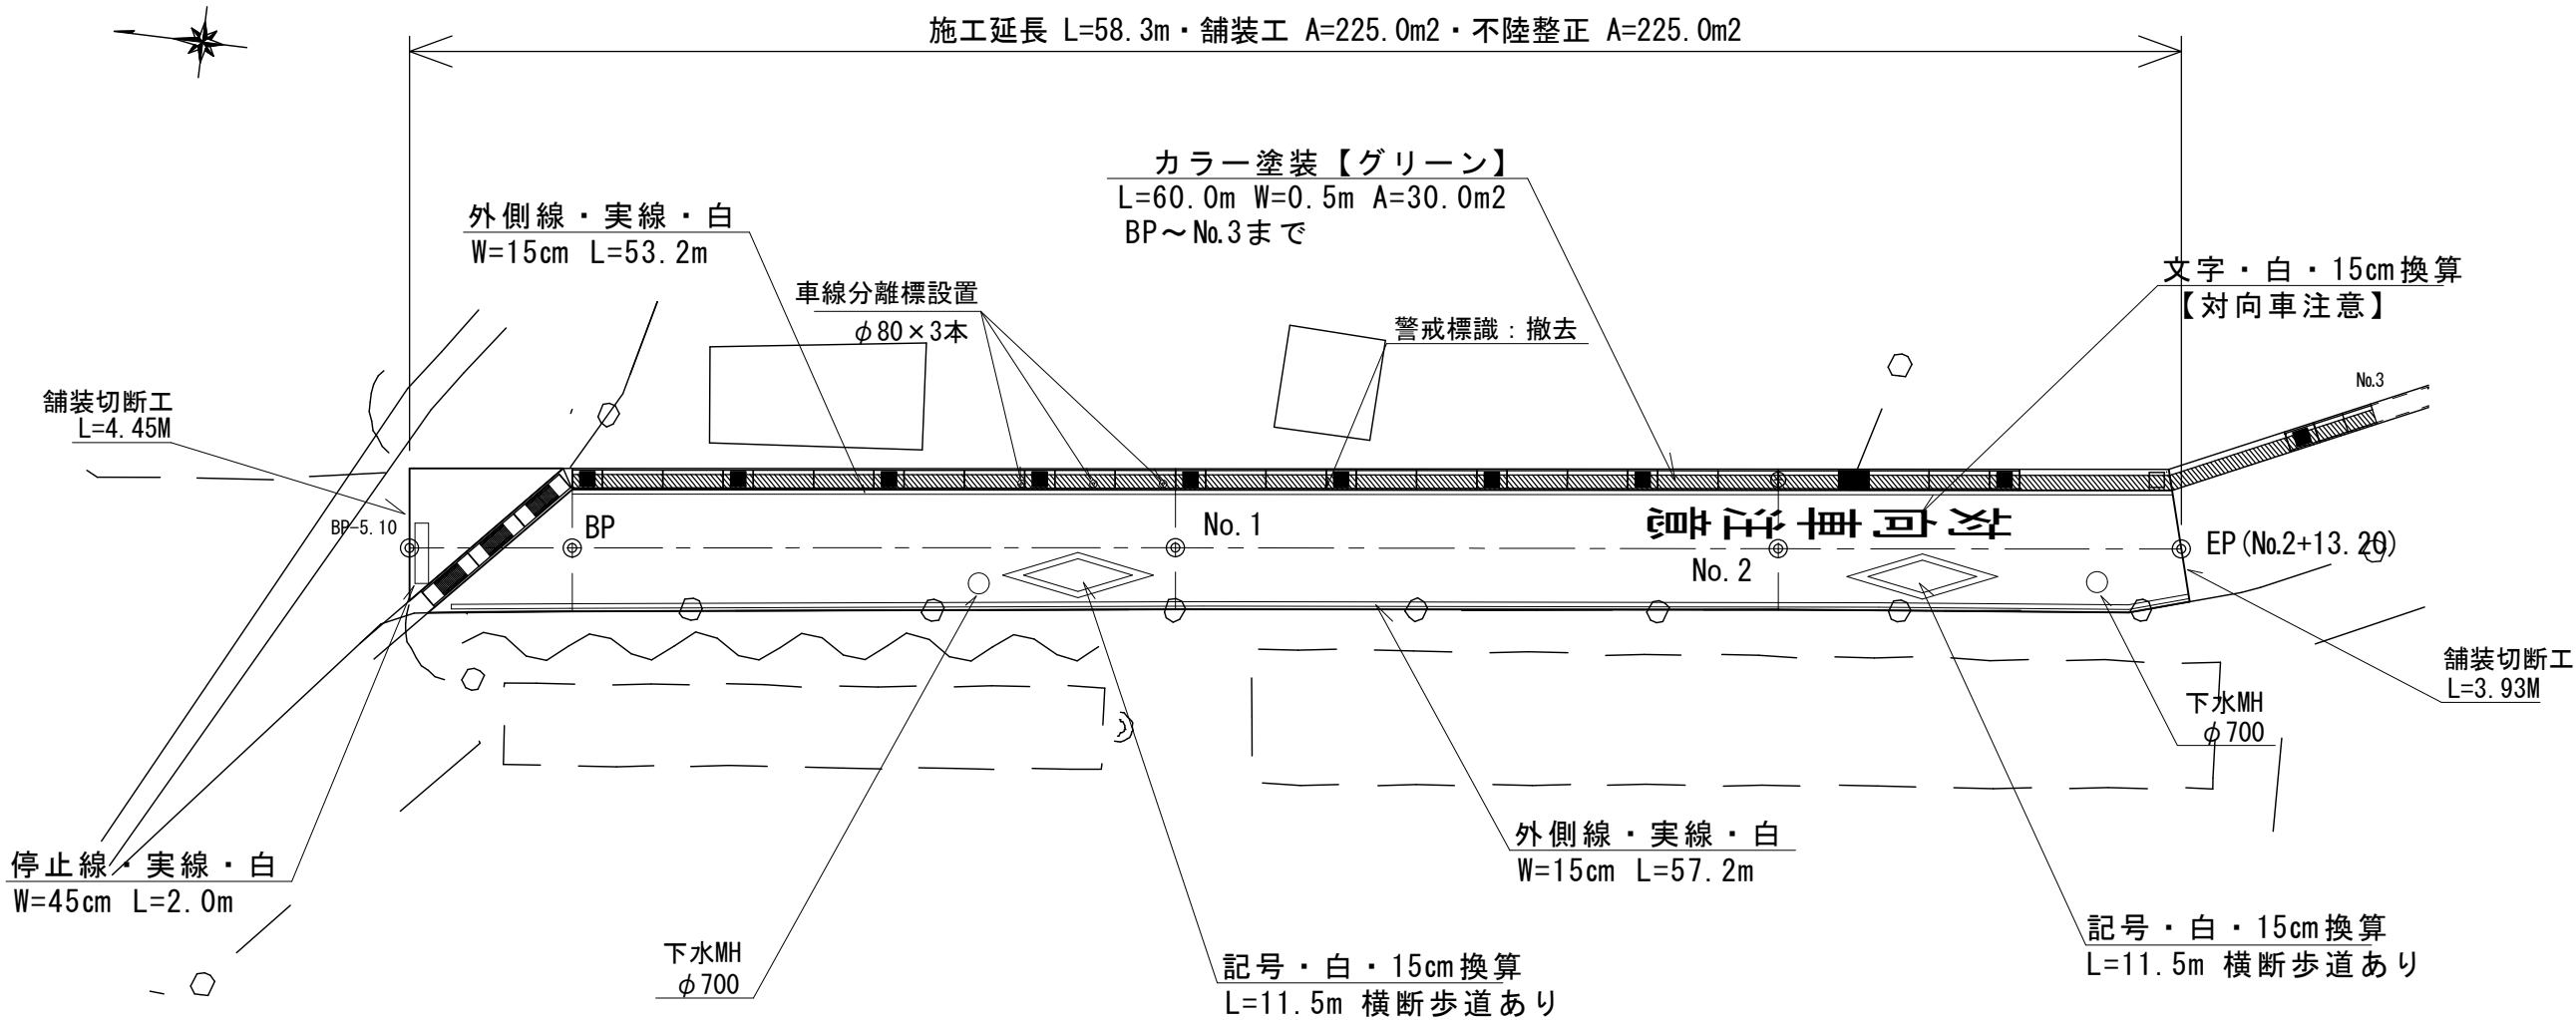 施工延長 L=58.3m・舗装工 A=225.0m2・不陸整正 A=225.0m2
カラー塗装【グリーン】
L=60.0m W=0.5m A=30.0m2
BP～No.3まで
外側線・実線・白
W=15cm L=53.2m
車線分離標設置
φ80×3本
警戒標識：撤去
文字・白・15cm換算
【対向車注意】
No.3
舗装切断工
L=4.45M
BP-5.10
BP
No.1
対向車注意
No.2
EP(No.2+13.20)
舗装切断工
L=3.93M
下水MH
φ700
外側線・実線・白
W=15cm L=57.2m
停止線・実線・白
W=45cm L=2.0m
下水MH
φ700
記号・白・15cm換算
L=11.5m 横断歩道あり
記号・白・15cm換算
L=11.5m 横断歩道あり